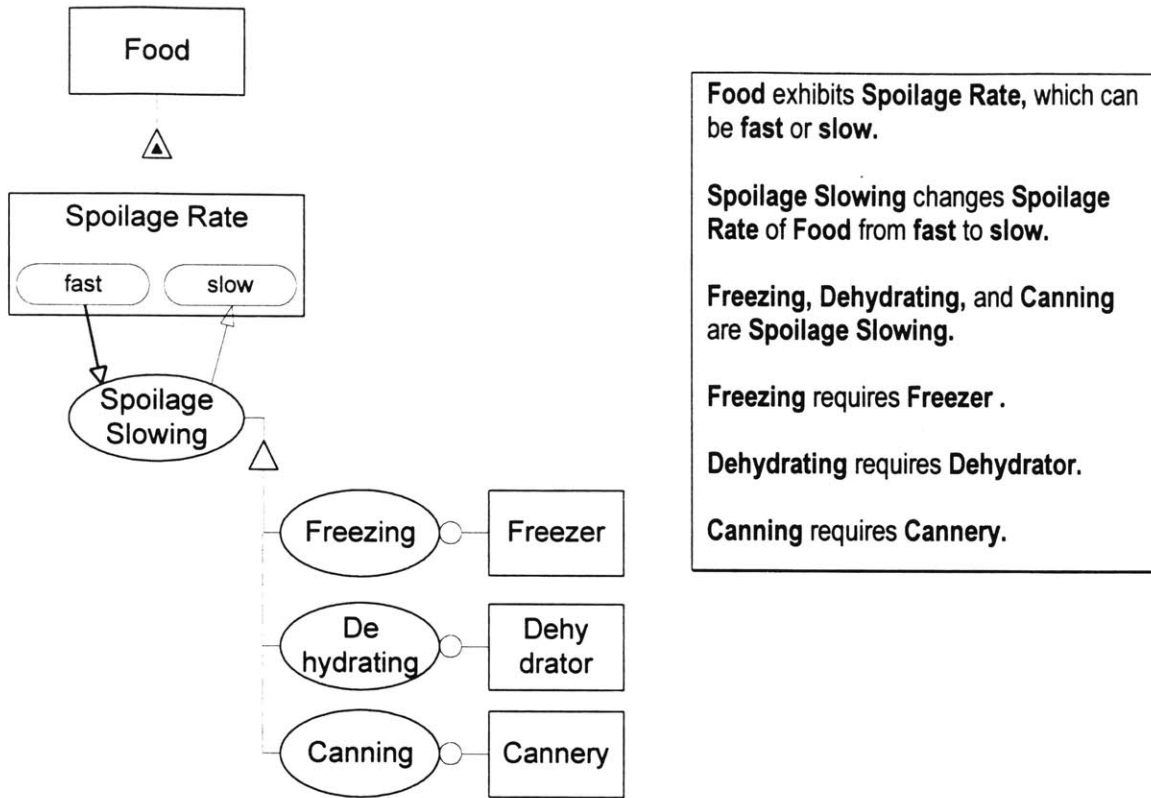 Food
Spoilage Rate
fast
slow
Spoilage
Slowing
Freezing
Freezer
De
hydrating
Dehy
drator
Canning
Cannery
Food exhibits Spoilage Rate, which can
be fast or slow.
Spoilage Slowing changes Spoilage
Rate of Food from fast to slow.
Freezing, Dehydrating, and Canning
are Spoilage Slowing.
Freezing requires Freezer .
Dehydrating requires Dehydrator.
Canning requires Cannery.